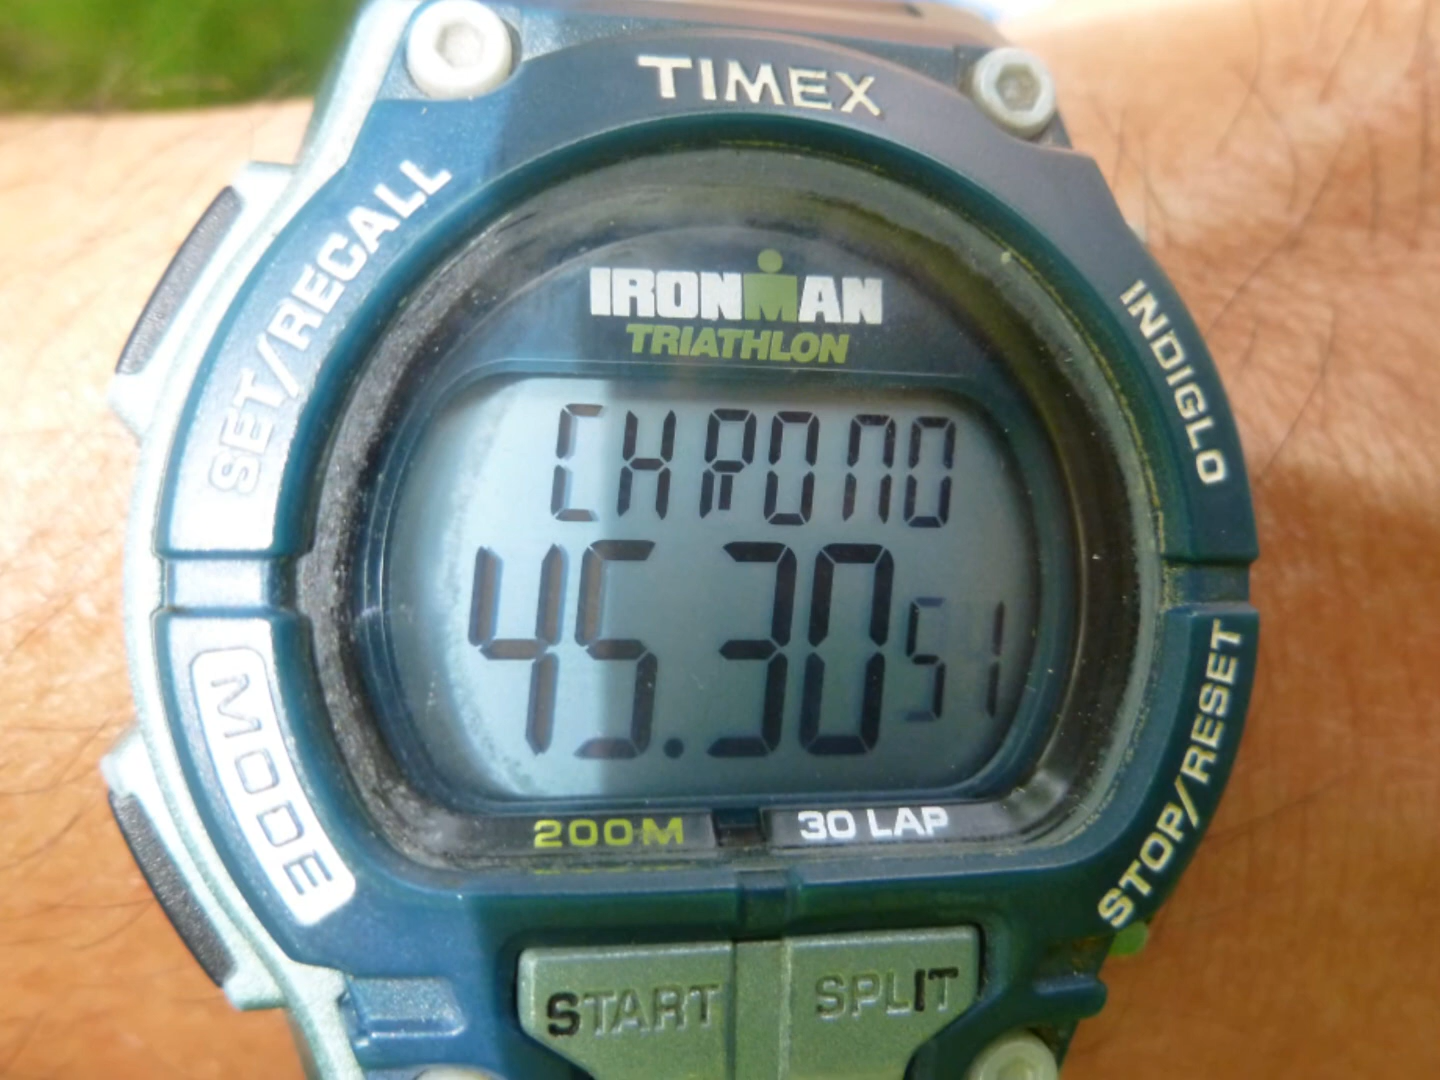 TIMEX
SET/RECALL
INDIGLO
IRONMAN
TRIATHLON
CHRONO
45.30 51
MODE
STOP/RESET
200M
30 LAP
START
SPLIT